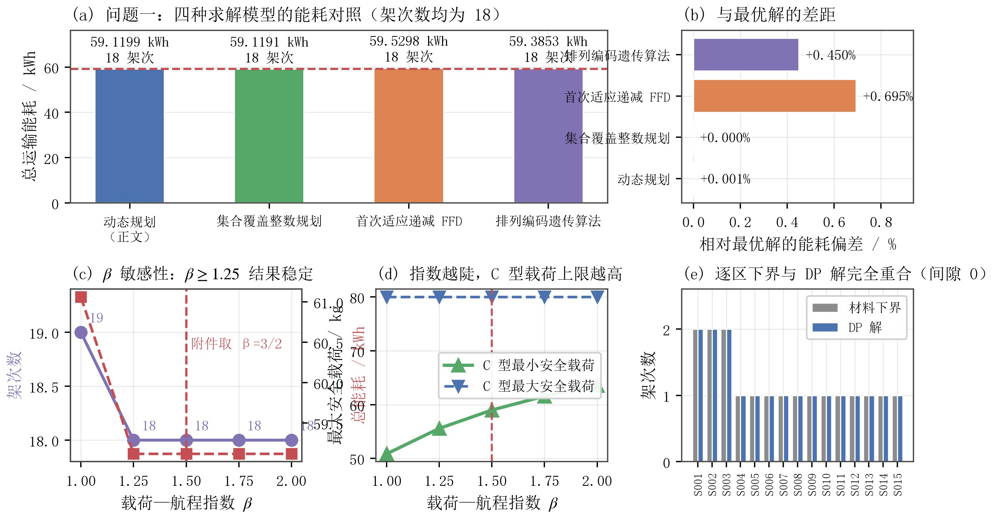 (a) 问题一：四种求解模型的能耗对照（架次数均为 18）
总运输能耗 / kWh
60
40
20
0
59.1199 kWh
18 架次
59.1191 kWh
18 架次
59.5298 kWh
18 架次
59.3853 kWh
18 架次
动态规划
（正文）
集合覆盖整数规划
首次适应递减 FFD
排列编码遗传算法
(b) 与最优解的差距
排列编码遗传算法
首次适应递减 FFD
集合覆盖整数规划
动态规划
+0.450%
+0.695%
+0.000%
+0.001%
0.0
0.2
0.4
0.6
0.8
相对最优解的能耗偏差 / %
(c) β 敏感性：β ≥ 1.25 结果稳定
架次数
19.0
18.5
18.0
19
18
18
18
18
附件取 β=3/2
61.0
60.5
60.0
59.5
总能耗 / kWh
1.00
1.25
1.50
1.75
2.00
载荷—航程指数 β
(d) 指数越陡，C 型载荷上限越高
最大安全载荷 / kg
80
70
60
50
C 型最小安全载荷
C 型最大安全载荷
1.00
1.25
1.50
1.75
2.00
载荷—航程指数 β
(e) 逐区下界与 DP 解完全重合（间隙 0）
架次数
2
1
0
材料下界
DP 解
S001
S002
S003
S004
S005
S006
S007
S008
S009
S010
S011
S012
S013
S014
S015